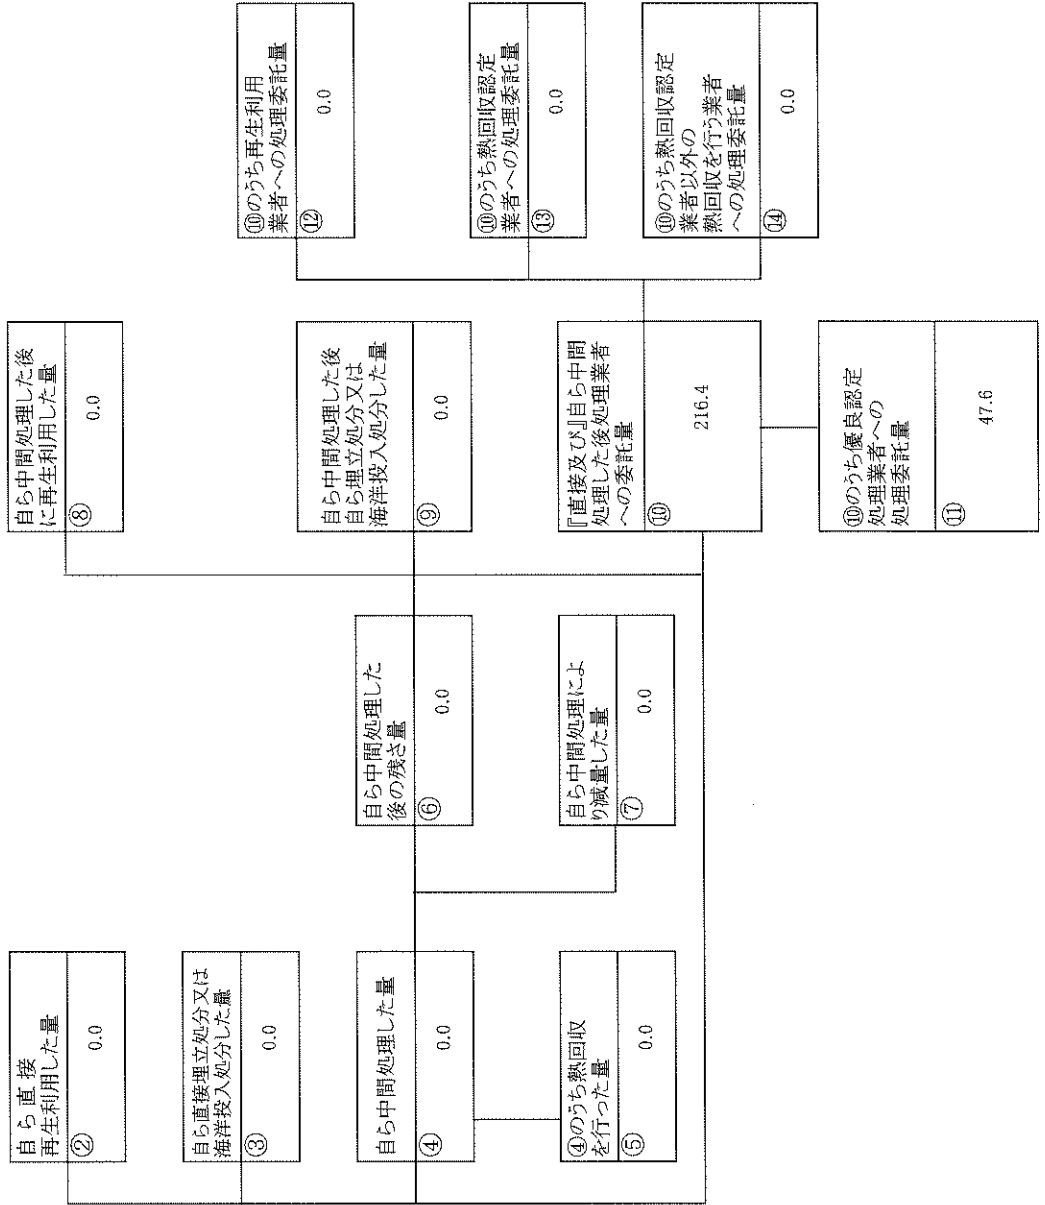 自 ら 直 接
再生利用した量
②
0.0
自ら直接埋立処分又は
海洋投入処分した量
③
0.0
自ら中間処理した量
④
0.0
④のうち熱回収
を行った量
⑤
0.0
自ら中間処理した
後の残さ量
⑥
0.0
自ら中間処理によ
り減量した量
⑦
0.0
自ら中間処理した後
に再生利用した量
⑧
0.0
自ら中間処理した後
自ら埋立処分又は
海洋投入処分した量
⑨
0.0
『直接及び』自ら中間
処理した後処理業者
への委託量
⑩
216.4
⑩のうち優良認定
処理業者への
処理委託量
⑪
47.6
⑩のうち再生利用
業者への処理委託量
⑫
0.0
⑩のうち熱回収認定
業者への処理委託量
⑬
0.0
⑩のうち熱回収認定
業者以外の
熱回収を行う業者
への処理委託量
⑭
0.0